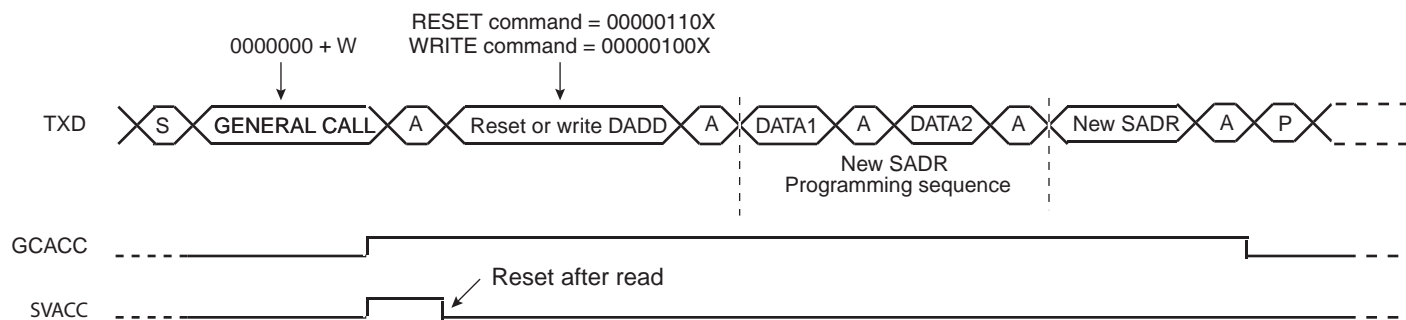 RESET command = 00000110X
0000000 + W
WRITE command = 00000100X
TXD
S
GENERAL CALL
A
Reset or write DADD
A
DATA1
A
DATA2
A
New SADR
A
P
New SADR
Programming sequence
GCACC
Reset after read
SVACC